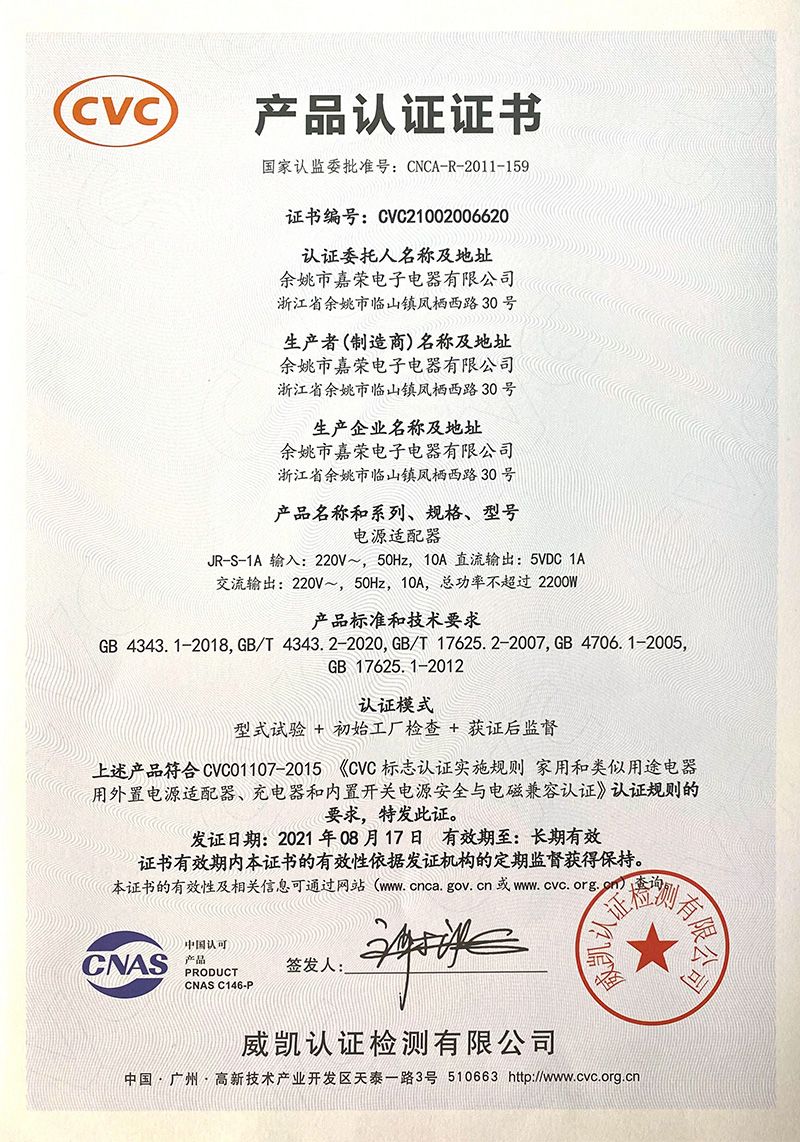 CVC
产品认证证书
国家认监委批准号：CNCA-R-2011-159
证书编号：CVC21002006620
认证委托人名称及地址
余姚市嘉荣电子电器有限公司
浙江省余姚市临山镇凤栖西路 30 号
生产者(制造商)名称及地址
余姚市嘉荣电子电器有限公司
浙江省余姚市临山镇凤栖西路 30 号
生产企业名称及地址
余姚市嘉荣电子电器有限公司
浙江省余姚市临山镇凤栖西路 30 号
产品名称和系列、规格、型号
电源适配器
JR-S-1A 输入：220V～, 50Hz, 10A 直流输出：5VDC 1A
交流输出：220V～, 50Hz, 10A, 总功率不超过 2200W
产品标准和技术要求
GB 4343.1-2018,GB/T 4343.2-2020,GB/T 17625.2-2007,GB 4706.1-2005,
GB 17625.1-2012
认证模式
型式试验 + 初始工厂检查 + 获证后监督
上述产品符合 CVC01107-2015 《CVC 标志认证实施规则 家用和类似用途电器
用外置电源适配器、充电器和内置开关电源安全与电磁兼容认证》认证规则的
要求，特发此证。
发证日期：2021 年 08 月 17 日 有效期至：长期有效
证书有效期内本证书的有效性依据发证机构的定期监督获得保持。
本证书的有效性及相关信息可通过网站（www.cnca.gov.cn 或 www.cvc.org.cn）查询。
CNAS
中国认可
产品
PRODUCT
CNAS C146-P
签发人：
威凯认证检测有限公司
威凯认证检测有限公司
中国 · 广州 · 高新技术产业开发区天泰一路3号 510663 http://www.cvc.org.cn